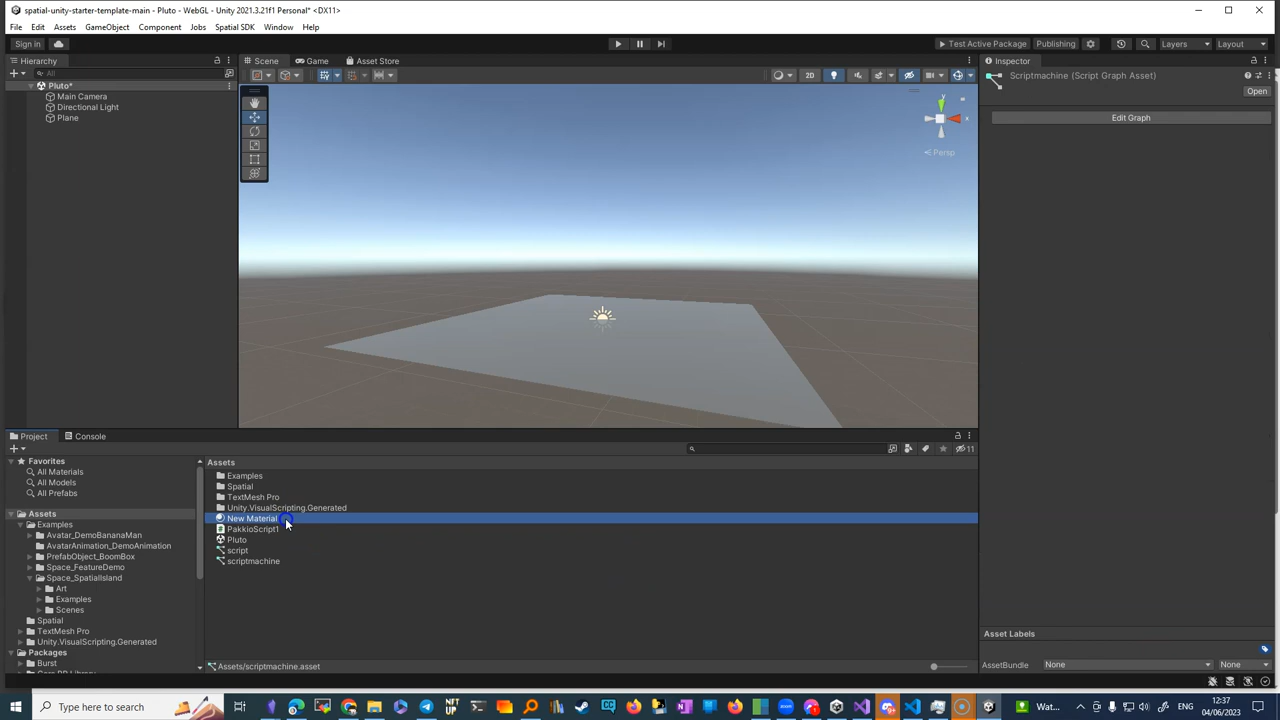 spatial-unity-starter-template-main - Pluto - WebGL - Unity 2021.3.21f1 Personal* <DX11>
File Edit Assets GameObject Component Jobs Spatial SDK Window Help
Sign in Test Active Package Publishing Layers Layout
Hierarchy Scene Game Asset Store Inspector
All 2D Scriptmachine (Script Graph Asset)
Open
Pluto*
Main Camera
Directional Light
Plane
Edit Graph
y
x
Persp
Project Console
11
Favorites
All Materials
All Models
All Prefabs
Assets
Examples
Avatar_DemoBananaMan
AvatarAnimation_DemoAnimation
PrefabObject_BoomBox
Space_FeatureDemo
Space_SpatialIsland
Art
Examples
Scenes
Spatial
TextMesh Pro
Unity.VisualScripting.Generated
Packages
Burst
Assets
Examples
Spatial
TextMesh Pro
Unity.VisualScripting.Generated
New Material
PakkioScript1
Pluto
script
scriptmachine
Assets/scriptmachine.asset
Asset Labels
AssetBundle None None
Type here to search
Wat...
ENG
12:37
04/06/2023